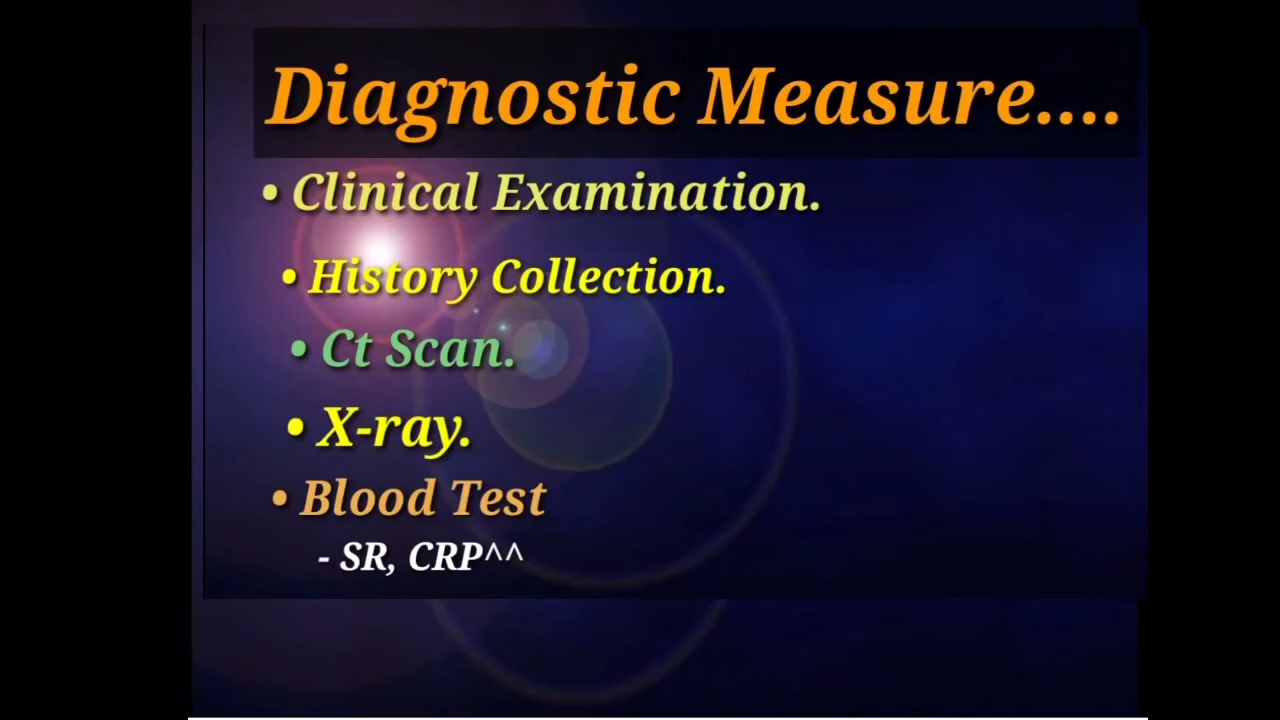 Diagnostic Measure....
• Clinical Examination.
• History Collection.
• Ct Scan.
• X-ray.
• Blood Test
- SR, CRP^^